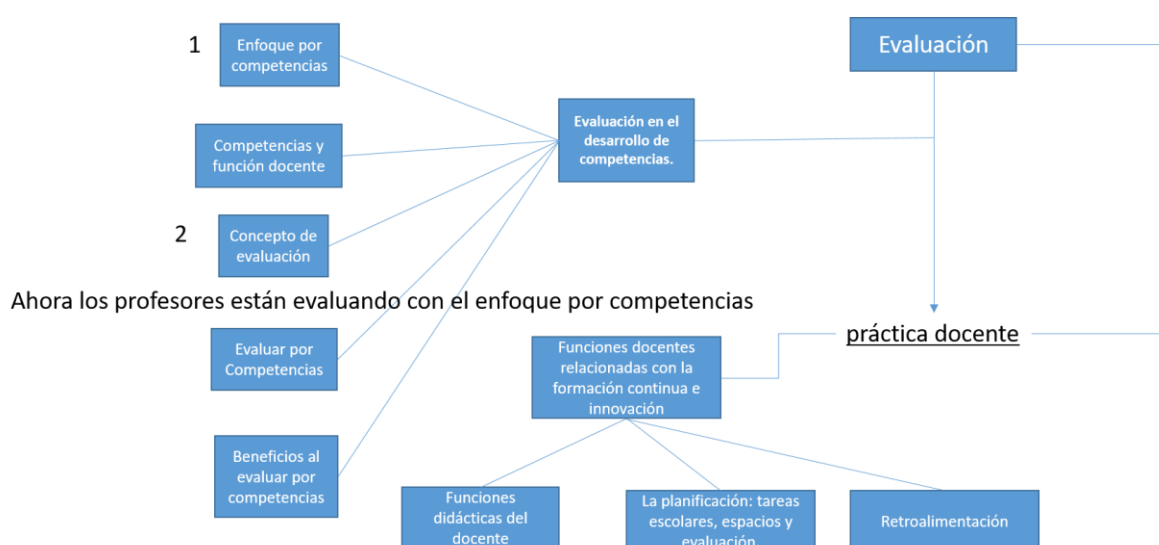 1
Enfoque por
competencias
Evaluación
Evaluación en el
desarrollo de
competencias.
Competencias y
función docente
2
Concepto de
evaluación
Ahora los profesores están evaluando con el enfoque por competencias
práctica docente
Evaluar por
Competencias
Funciones docentes
relacionadas con la
formación continua e
innovación
Beneficios al
evaluar por
competencias
Funciones
didácticas del
docente
La planificación: tareas
escolares, espacios y
evaluación
Retroalimentación